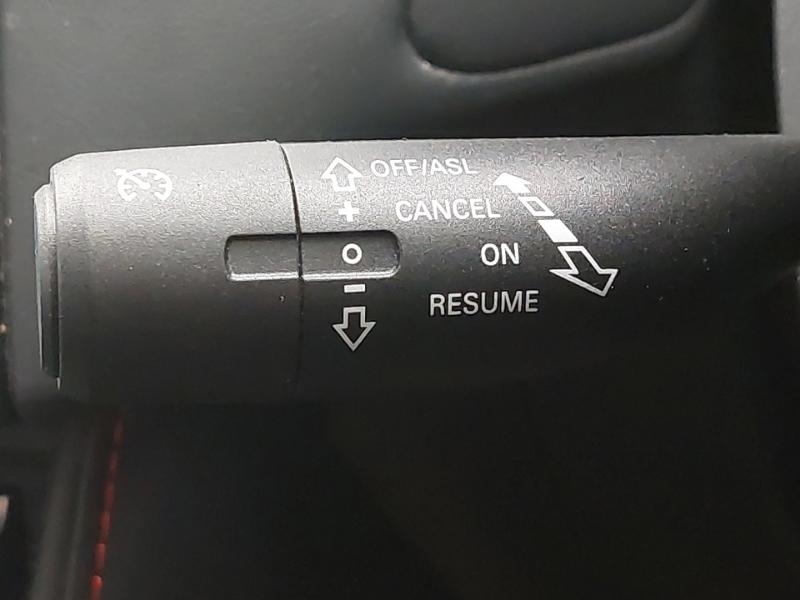 OFF/ASL
+ CANCEL
O ON
-
RESUME